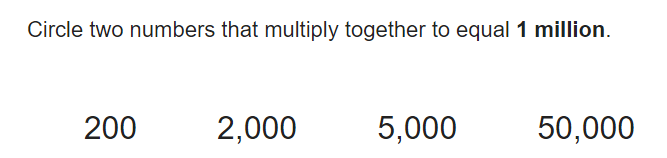 Circle two numbers that multiply together to equal 1 million.
200 2,000 5,000 50,000